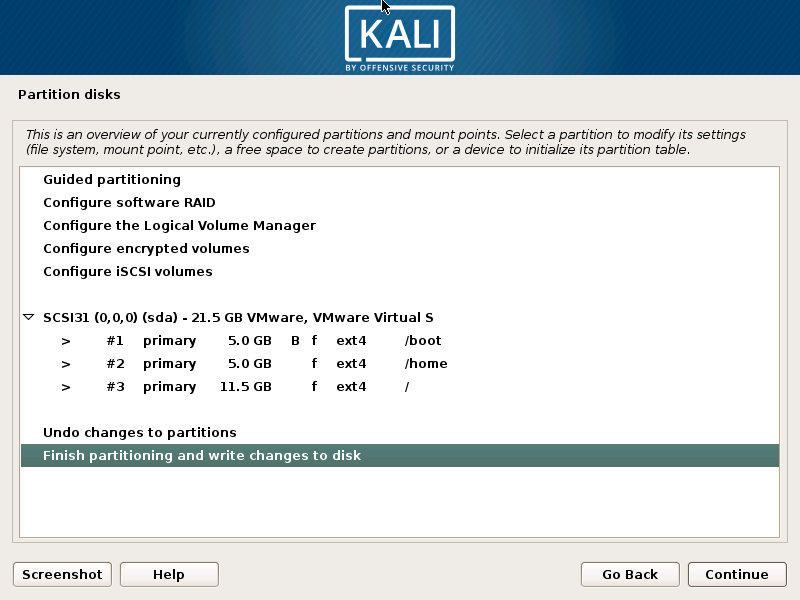 KALI
BY OFFENSIVE SECURITY
Partition disks
This is an overview of your currently configured partitions and mount points. Select a partition to modify its settings
(file system, mount point, etc.), a free space to create partitions, or a device to initialize its partition table.
Guided partitioning
Configure software RAID
Configure the Logical Volume Manager
Configure encrypted volumes
Configure iSCSI volumes
SCSI31 (0,0,0) (sda) - 21.5 GB VMware, VMware Virtual S
> #1 primary 5.0 GB B f ext4 /boot
> #2 primary 5.0 GB f ext4 /home
> #3 primary 11.5 GB f ext4 /
Undo changes to partitions
Finish partitioning and write changes to disk
Screenshot Help Go Back Continue